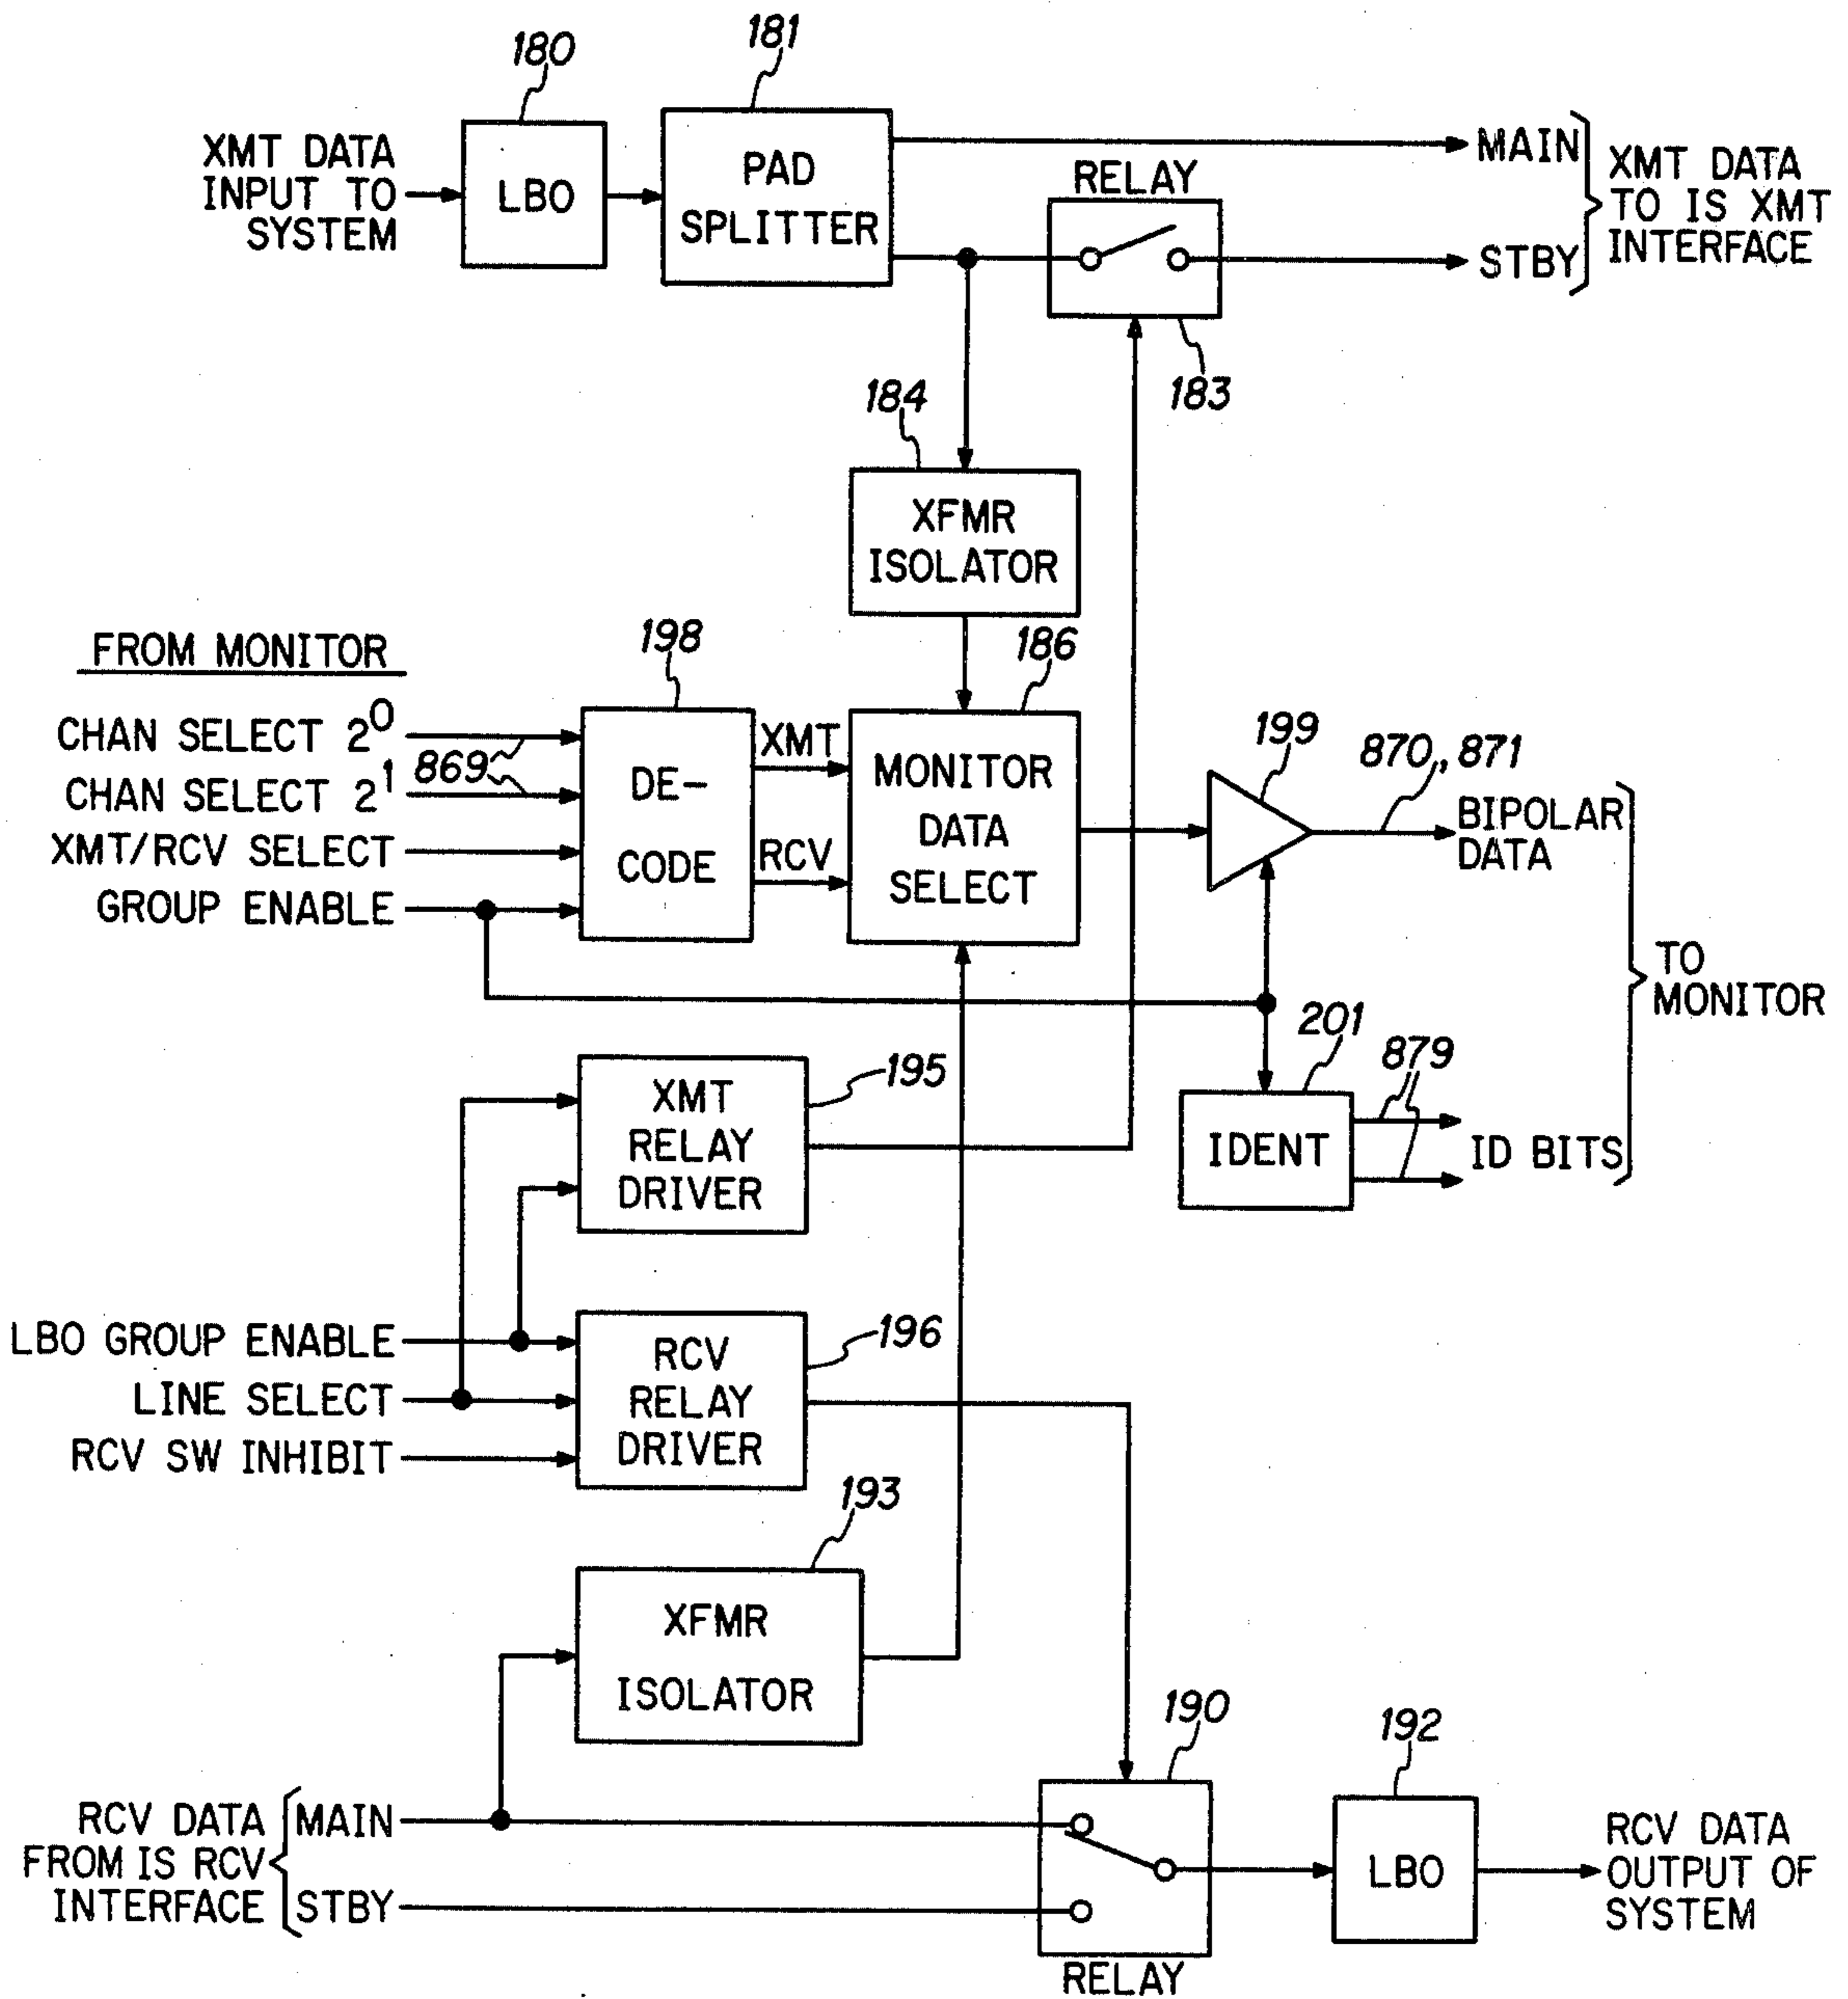 180
181
XMT DATA
INPUT TO
SYSTEM
LBO
PAD
SPLITTER
RELAY
MAIN
STBY
XMT DATA
TO IS XMT
INTERFACE
183
184
XFMR
ISOLATOR
FROM MONITOR
198
186
CHAN SELECT 2⁰
869
CHAN SELECT 2¹
XMT/RCV SELECT
GROUP ENABLE
DE-
CODE
XMT
RCV
MONITOR
DATA
SELECT
199
870, 871
BIPOLAR
DATA
TO
MONITOR
201
879
IDENT
ID BITS
195
XMT
RELAY
DRIVER
LBO GROUP ENABLE
LINE SELECT
RCV SW INHIBIT
196
RCV
RELAY
DRIVER
193
XFMR
ISOLATOR
190
192
RCV DATA
FROM IS RCV
INTERFACE
MAIN
STBY
RELAY
LBO
RCV DATA
OUTPUT OF
SYSTEM